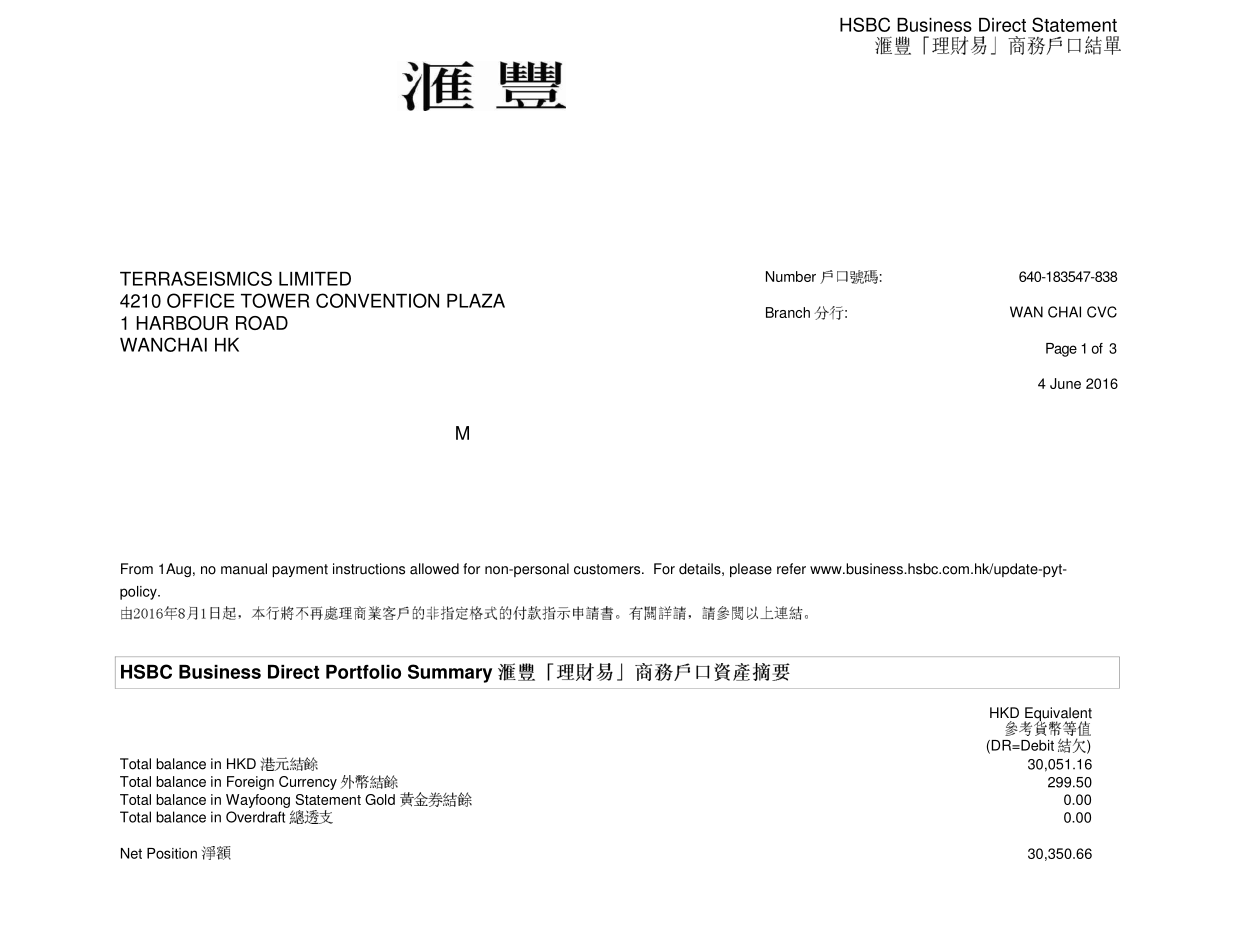 HSBC Business Direct Statement
滙豐「理財易」商務戶口結單
滙豐
TERRASEISMICS LIMITED
4210 OFFICE TOWER CONVENTION PLAZA
1 HARBOUR ROAD
WANCHAI HK
Number 戶口號碼: 640-183547-838
Branch 分行: WAN CHAI CVC
Page 1 of 3
4 June 2016
M
From 1Aug, no manual payment instructions allowed for non-personal customers. For details, please refer www.business.hsbc.com.hk/update-pyt-
policy.
由2016年8月1日起，本行將不再處理商業客戶的非指定格式的付款指示申請書。有關詳請，請參閱以上連結。
HSBC Business Direct Portfolio Summary 滙豐「理財易」商務戶口資產摘要
HKD Equivalent
參考貨幣等值
(DR=Debit 結欠)
Total balance in HKD 港元結餘 30,051.16
Total balance in Foreign Currency 外幣結餘 299.50
Total balance in Wayfoong Statement Gold 黃金券結餘 0.00
Total balance in Overdraft 總透支 0.00
Net Position 淨額 30,350.66